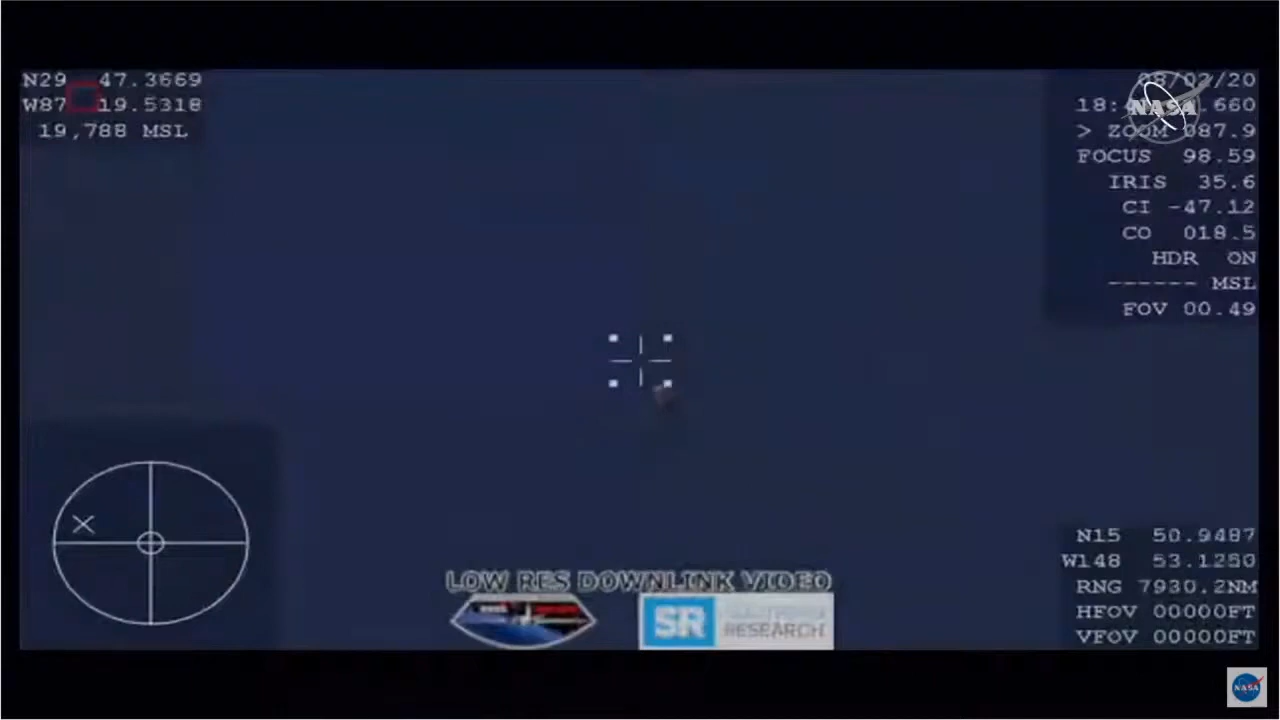 N29 47.3669
W87 19.5318
19,788 MSL
08/02/20
18: .660
NASA
> ZOOM 087.9
FOCUS 98.59
IRIS 35.6
CI -47.12
CO 018.5
HDR ON
------ MSL
FOV 00.49
N15 50.9487
W148 53.1250
RNG 7930.2NM
HFOV 00000FT
VFOV 00000FT
LOW RES DOWNLINK VIDEO
SR
RESEARCH
NASA